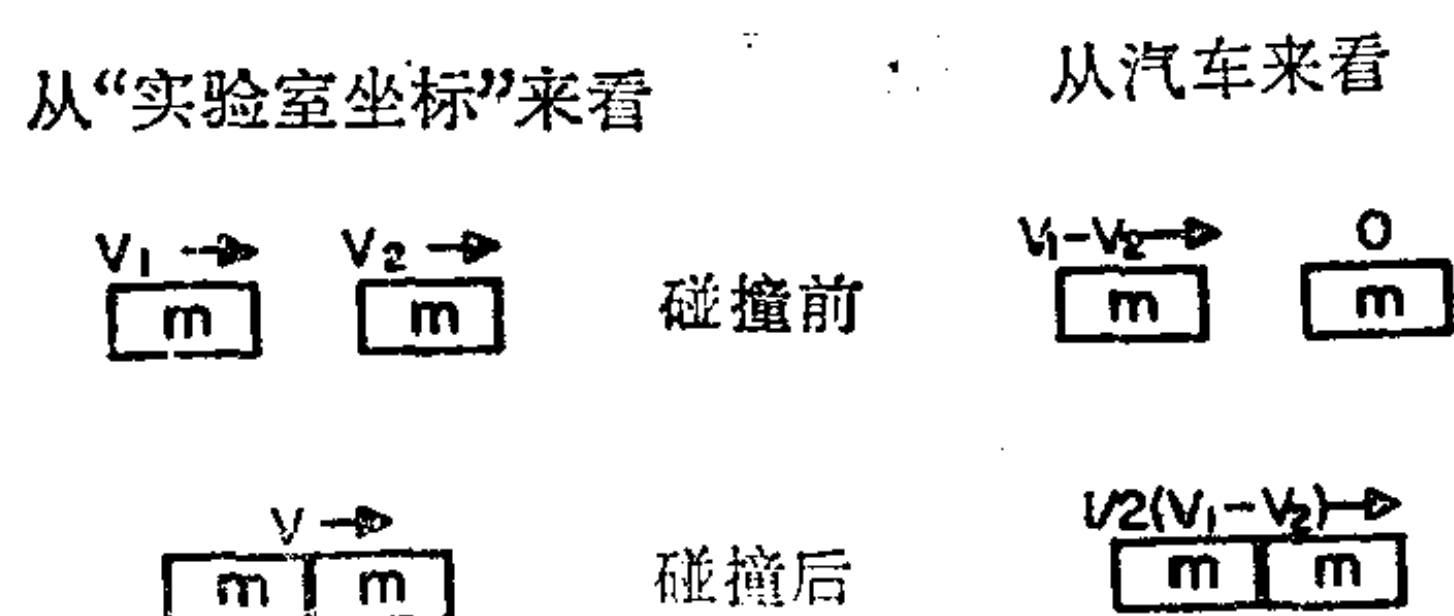 从“实验室坐标”来看 从汽车来看
V₁ V₂ V₁-V₂ 0
m m 碰撞前 m m
V 1/2(V₁-V₂)
m m 碰撞后 m m